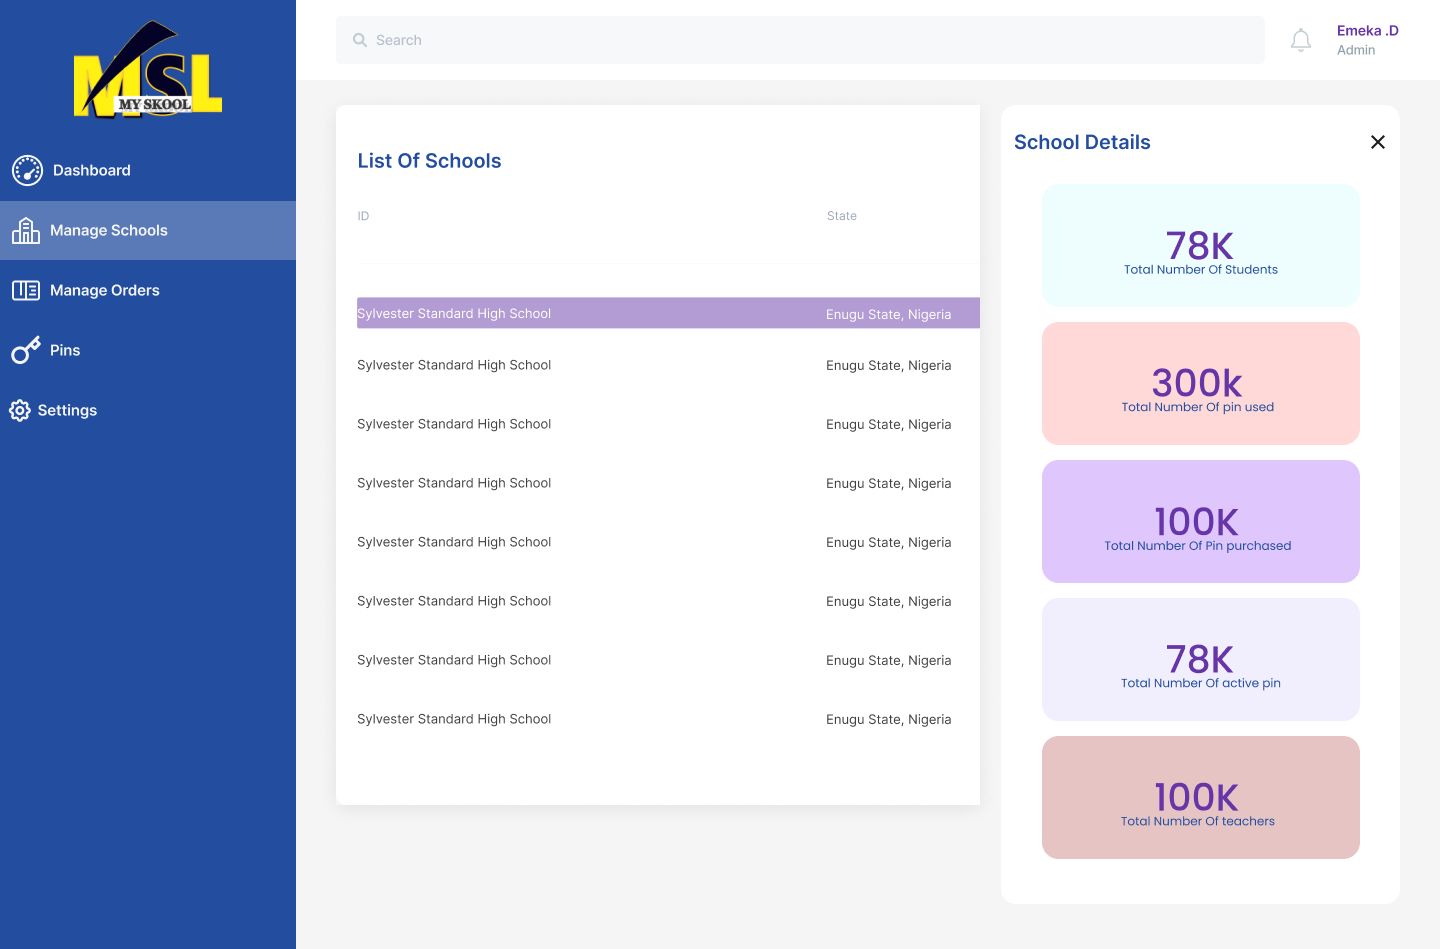 MSL
MY SKOOL
Dashboard
Manage Schools
Manage Orders
Pins
Settings
Search
Emeka .D
Admin
List Of Schools
ID State
Sylvester Standard High School Enugu State, Nigeria
Sylvester Standard High School Enugu State, Nigeria
Sylvester Standard High School Enugu State, Nigeria
Sylvester Standard High School Enugu State, Nigeria
Sylvester Standard High School Enugu State, Nigeria
Sylvester Standard High School Enugu State, Nigeria
Sylvester Standard High School Enugu State, Nigeria
Sylvester Standard High School Enugu State, Nigeria
School Details
78K
Total Number Of Students
300k
Total Number Of pin used
100K
Total Number Of Pin purchased
78K
Total Number Of active pin
100K
Total Number Of teachers